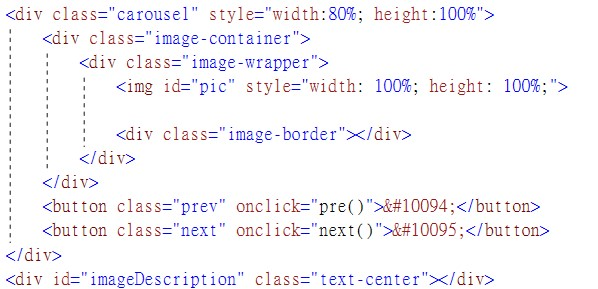 <div class="carousel" style="width:80%; height:100%">
<div class="image-container">
<div class="image-wrapper">
<img id="pic" style="width: 100%; height: 100%;">
<div class="image-border"></div>
</div>
</div>
<button class="prev" onclick="pre()">&#10094;</button>
<button class="next" onclick="next()">&#10095;</button>
</div>
<div id="imageDescription" class="text-center"></div>